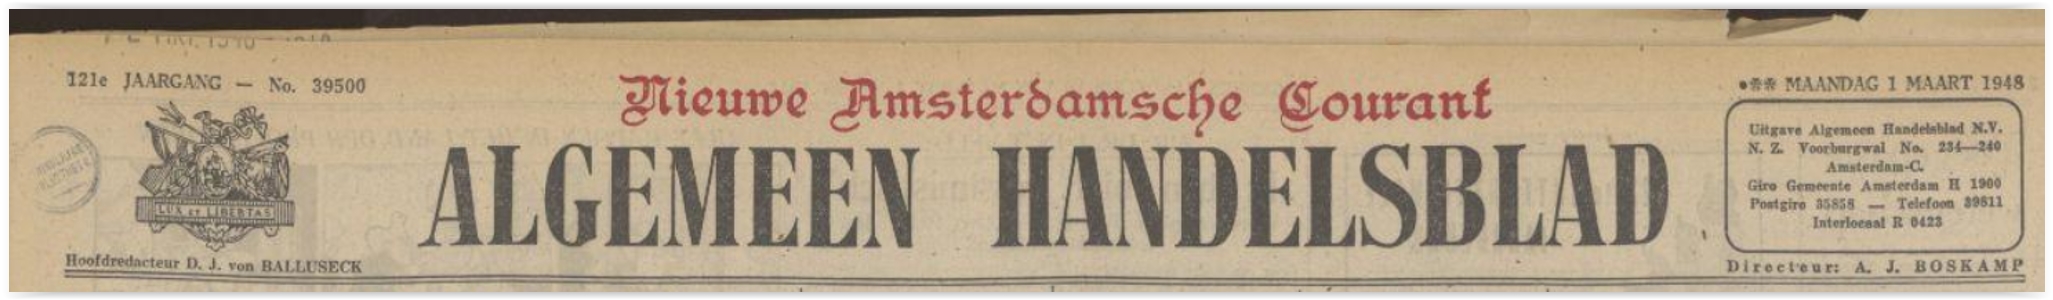 121e JAARGANG — No. 39500
LUX ET LIBERTAS
Hoofdredacteur D. J. von BALLUSECK
Nieuwe Amsterdamsche Courant
ALGEMEEN HANDELSBLAD
MAANDAG 1 MAART 1948
Uitgave Algemeen Handelsblad N.V.
N. Z. Voorburgwal No. 234—240
Amsterdam-C.
Giro Gemeente Amsterdam H 1900
Postgiro 35858 — Telefoon 39811
Interlocaal R 0423
Directeur: A. J. BOSKAMP